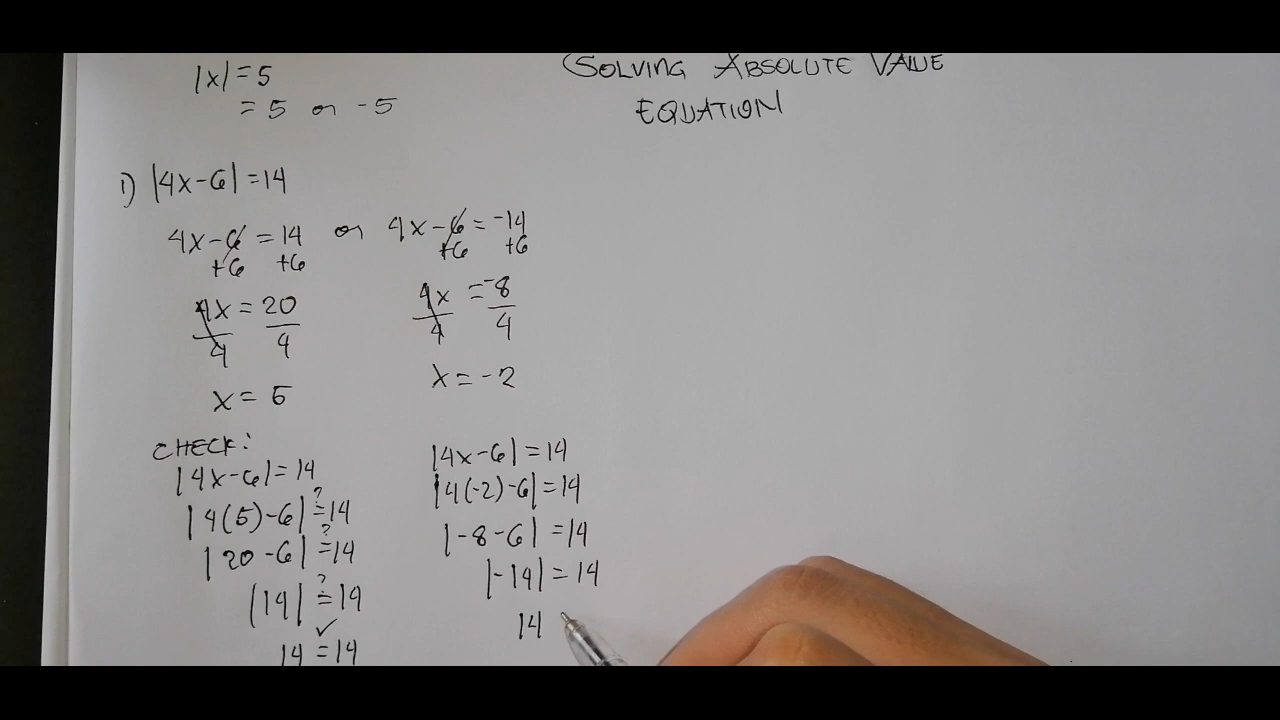 |x| = 5
= 5 or -5
SOLVING ABSOLUTE VALUE
EQUATION
1) |4x-6| = 14
4x-6 = 14 or 4x-6 = -14
+6 +6 +6 +6
4x = 20 4x = -8
4 4 4 4
x = 5 x = -2
CHECK:
|4x-6| = 14 |4x-6| = 14
|4(5)-6| ≟ 14 |4(-2)-6| = 14
|20-6| ≟ 14 |-8-6| = 14
|14| ≟ 14 |-14| = 14
14 = 14 ✓ 14